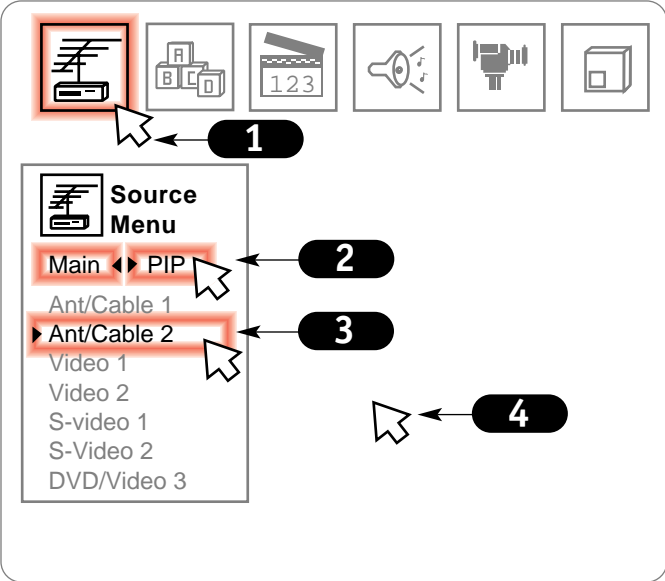 A
B C D
123
1
Source
Menu
Main PIP
2
Ant/Cable 1
Ant/Cable 2
3
Video 1
Video 2
S-video 1
4
S-Video 2
DVD/Video 3